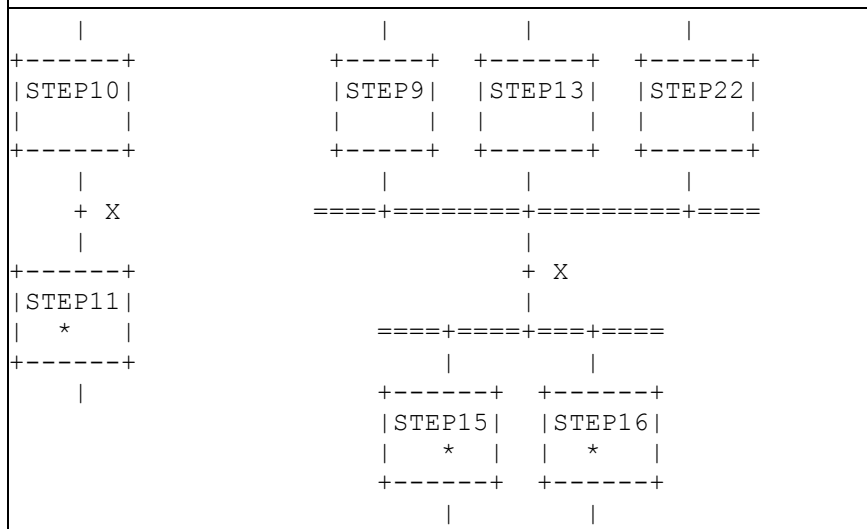 |                   |        |         |
+------+            +-----+  +------+  +------+
|STEP10|            |STEP9|  |STEP13|  |STEP22|
|      |            |     |  |      |  |      |
+------+            +-----+  +------+  +------+
|                   |        |         |
+ X            ====+========+=========+====
|                            |
+------+                     + X
|STEP11|                     |
|  *   |               ====+====+===+====
+------+                   |        |
|                      +------+  +------+
|STEP15|  |STEP16|
|   *  |  |  *   |
+------+  +------+
|        |